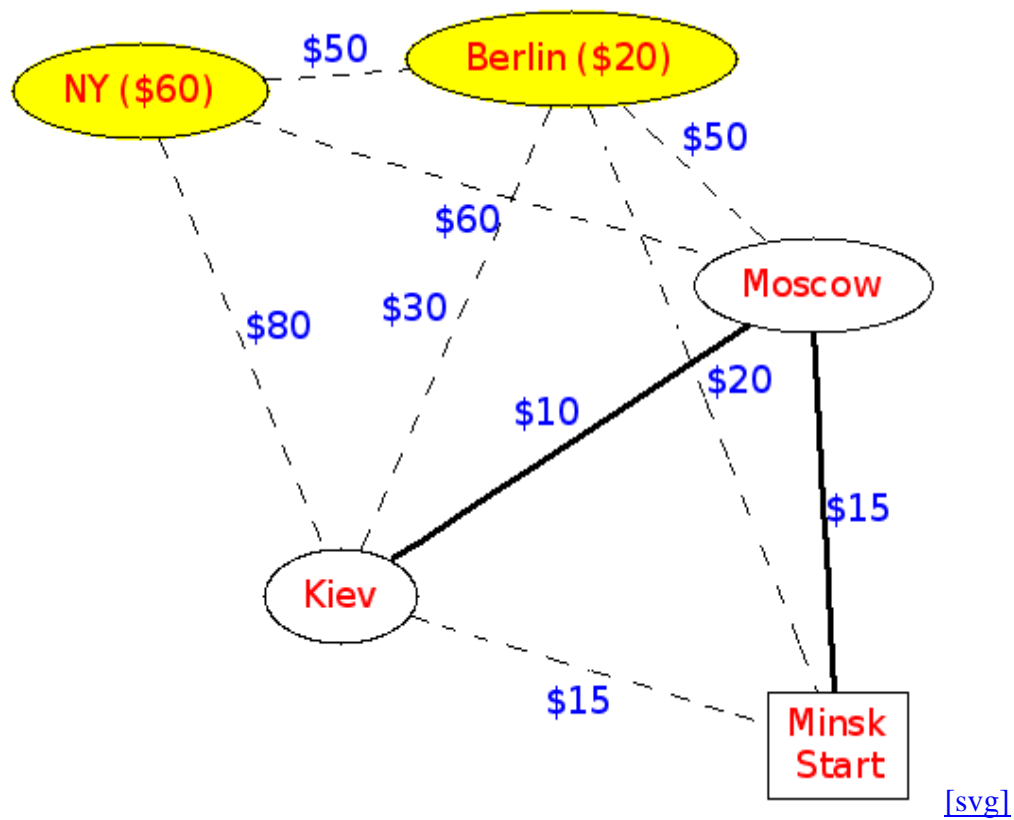 $50
Berlin ($20)
NY ($60)
$50
$60
Moscow
$30
$80
$20
$10
$15
Kiev
$15
Minsk
Start
[svg]